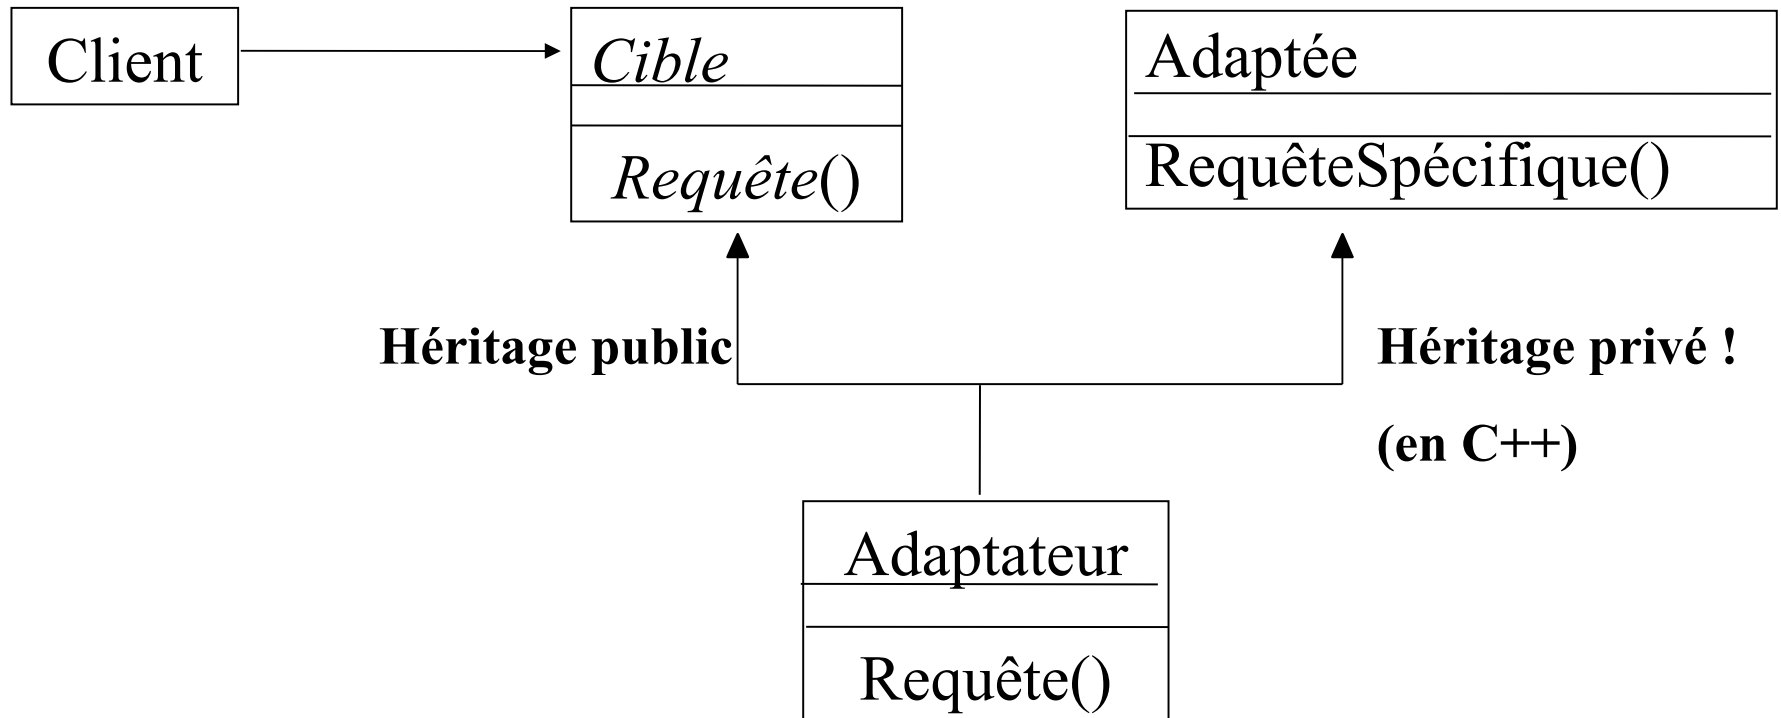 Client
Cible
Requête()
Adaptée
RequêteSpécifique()
Héritage public
Héritage privé !
(en C++)
Adaptateur
Requête()